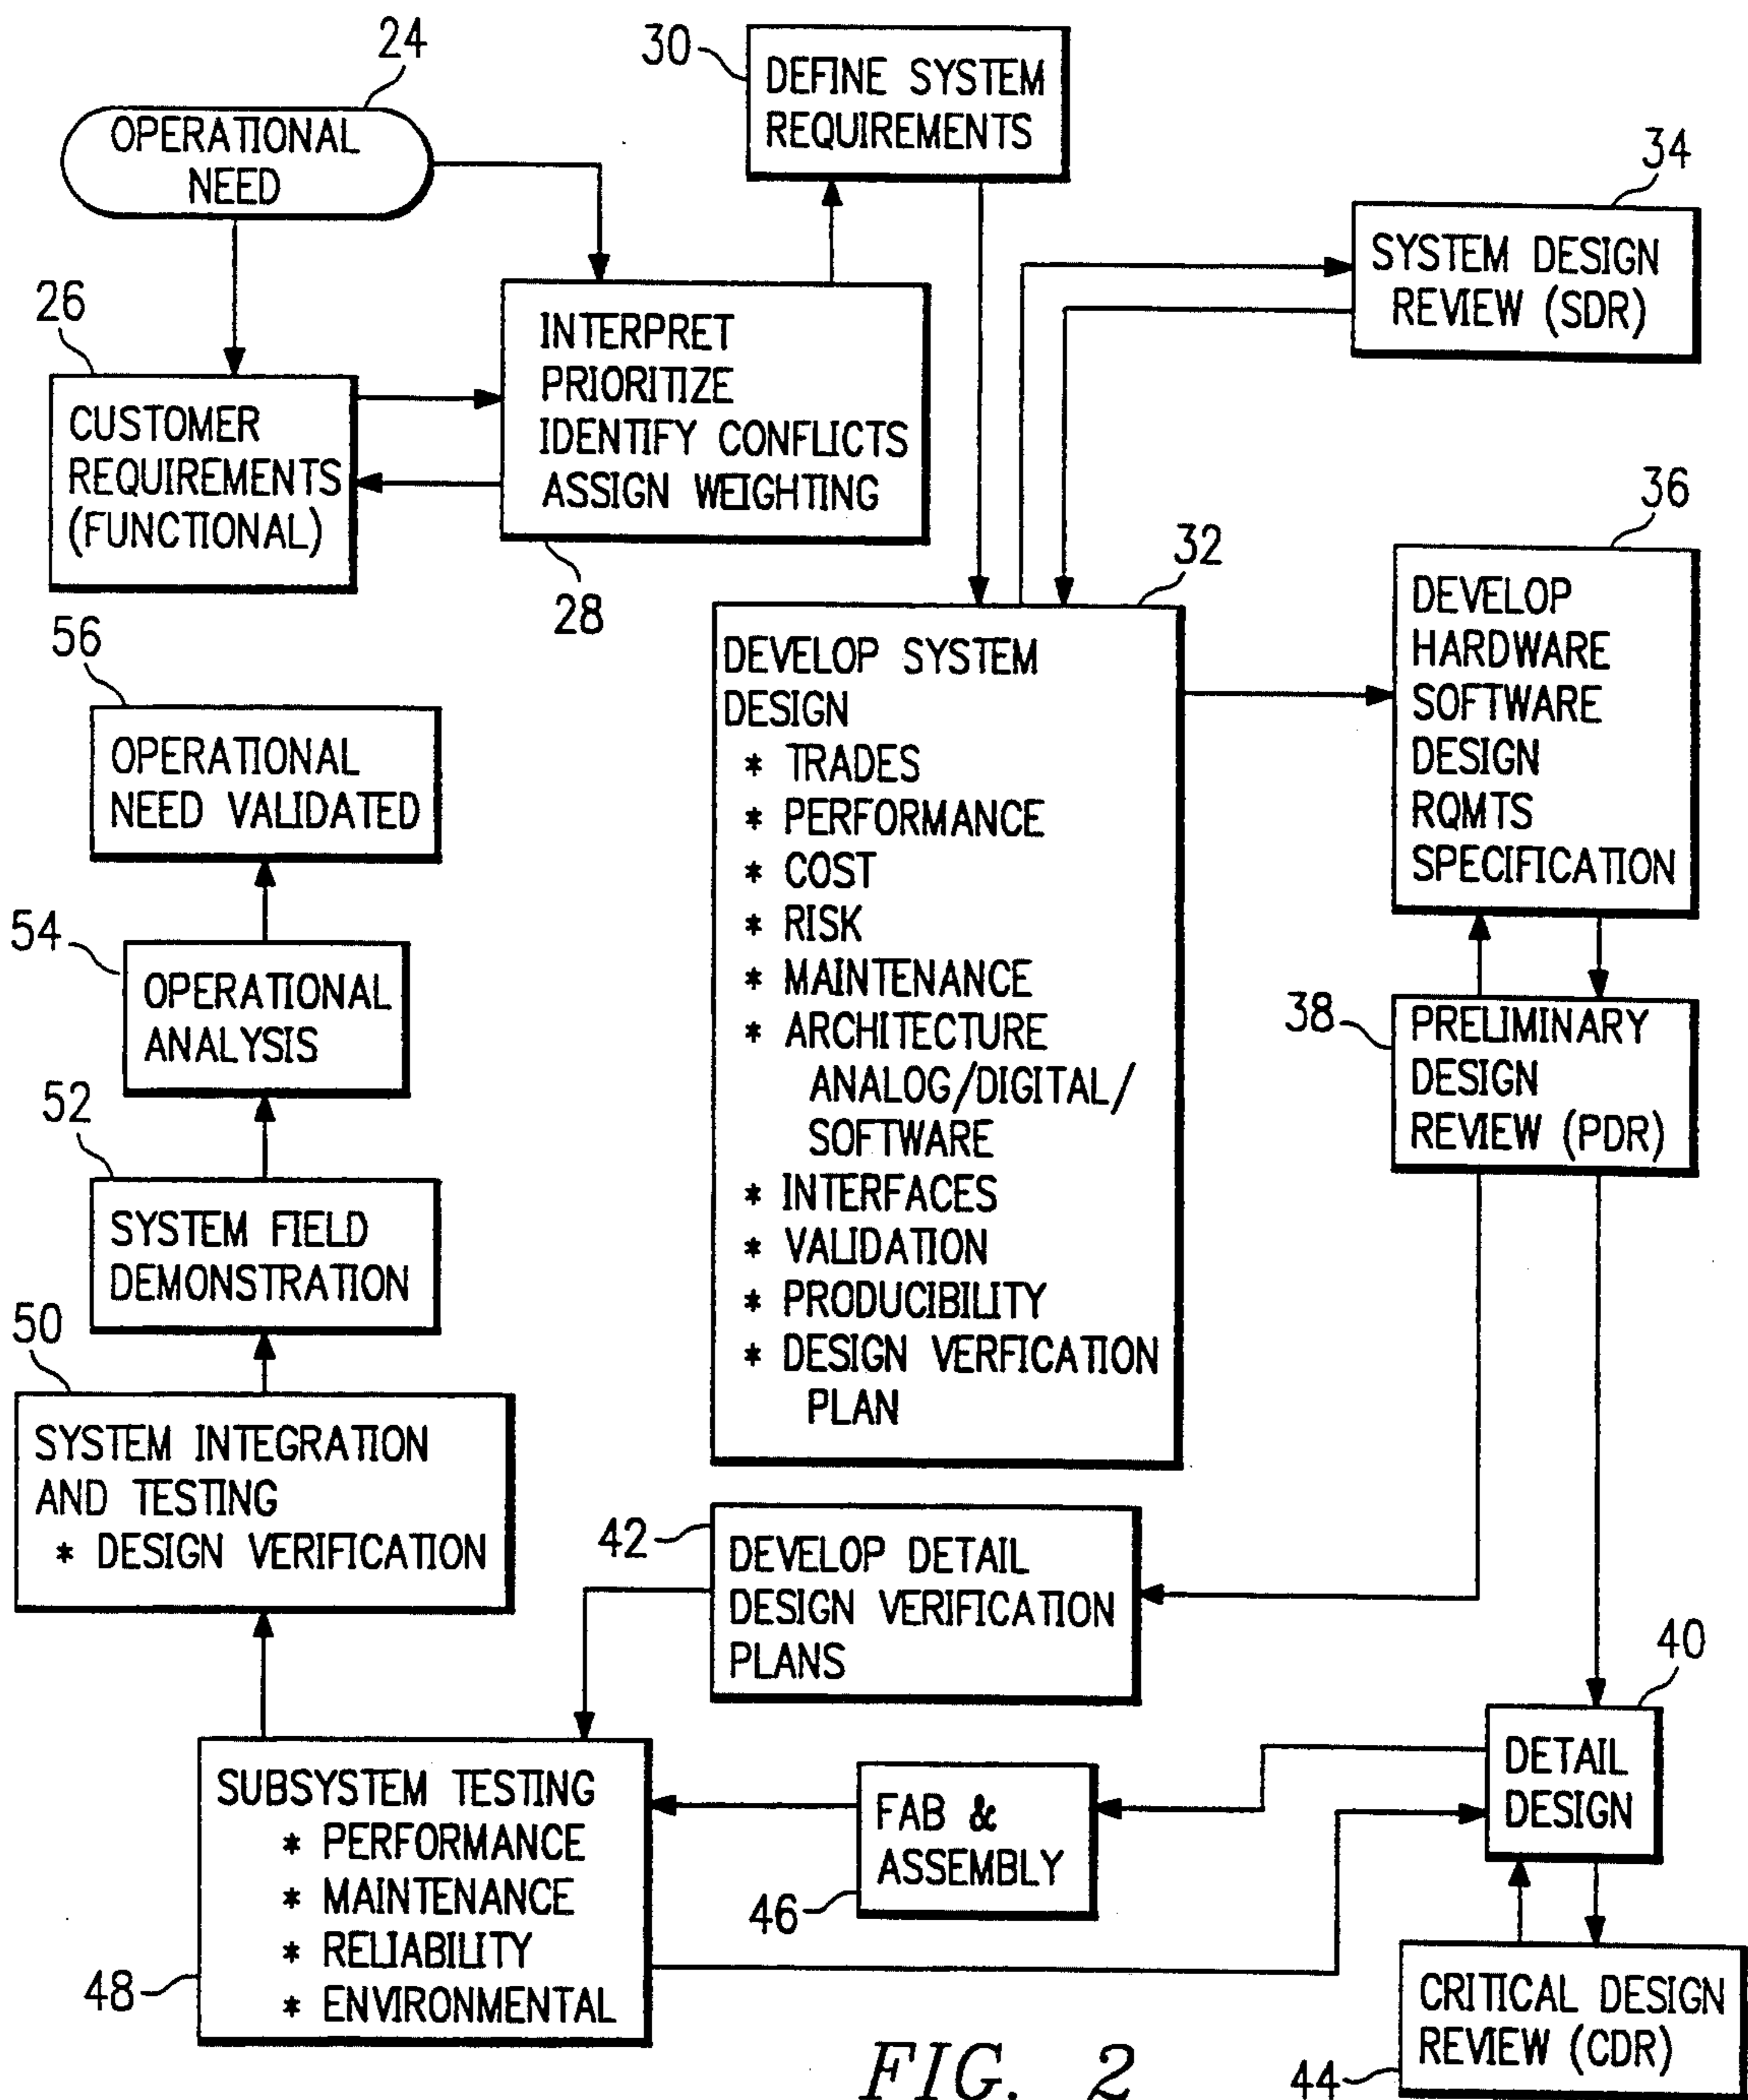 24
OPERATIONAL
NEED
30
DEFINE SYSTEM
REQUIREMENTS
34
SYSTEM DESIGN
REVIEW (SDR)
26
CUSTOMER
REQUIREMENTS
(FUNCTIONAL)
INTERPRET
PRIORITIZE
IDENTIFY CONFLICTS
ASSIGN WEIGHTING
28
32
DEVELOP SYSTEM
DESIGN
* TRADES
* PERFORMANCE
* COST
* RISK
* MAINTENANCE
* ARCHITECTURE
ANALOG/DIGITAL/
SOFTWARE
* INTERFACES
* VALIDATION
* PRODUCIBILITY
* DESIGN VERFICATION
PLAN
36
DEVELOP
HARDWARE
SOFTWARE
DESIGN
RQMTS
SPECIFICATION
38
PRELIMINARY
DESIGN
REVIEW (PDR)
56
OPERATIONAL
NEED VALIDATED
54
OPERATIONAL
ANALYSIS
52
SYSTEM FIELD
DEMONSTRATION
50
SYSTEM INTEGRATION
AND TESTING
* DESIGN VERIFICATION
42
DEVELOP DETAIL
DESIGN VERIFICATION
PLANS
40
DETAIL
DESIGN
SUBSYSTEM TESTING
* PERFORMANCE
* MAINTENANCE
* RELIABILITY
* ENVIRONMENTAL
48
FAB &
ASSEMBLY
46
CRITICAL DESIGN
REVIEW (CDR)
44
FIG. 2